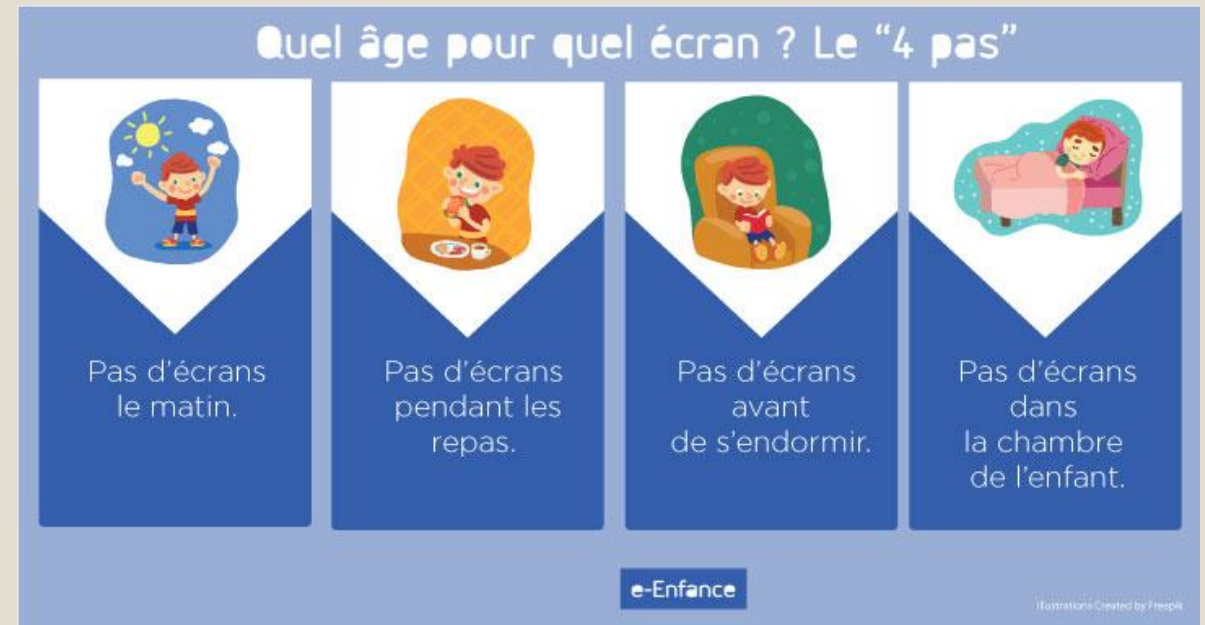 Quel âge pour quel écran ? Le “4 pas”
Pas d'écrans
le matin.
Pas d'écrans
pendant les
repas.
Pas d'écrans
avant
de s'endormir.
Pas d'écrans
dans
la chambre
de l'enfant.
e-Enfance
Illustrations Created by Freepik